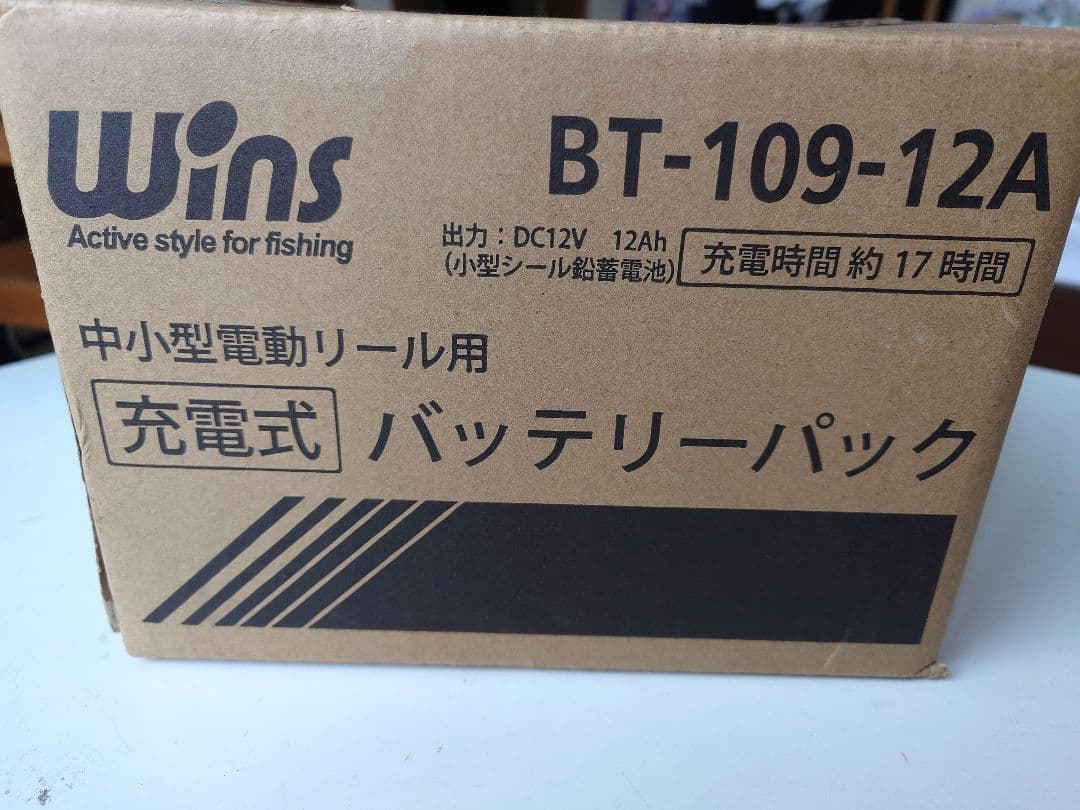 Wins
Active style for fishing
BT-109-12A
出力：DC12V 12Ah
(小型シール鉛蓄電池)
充電時間 約 17 時間
中小型電動リール用
充電式 バッテリーパック